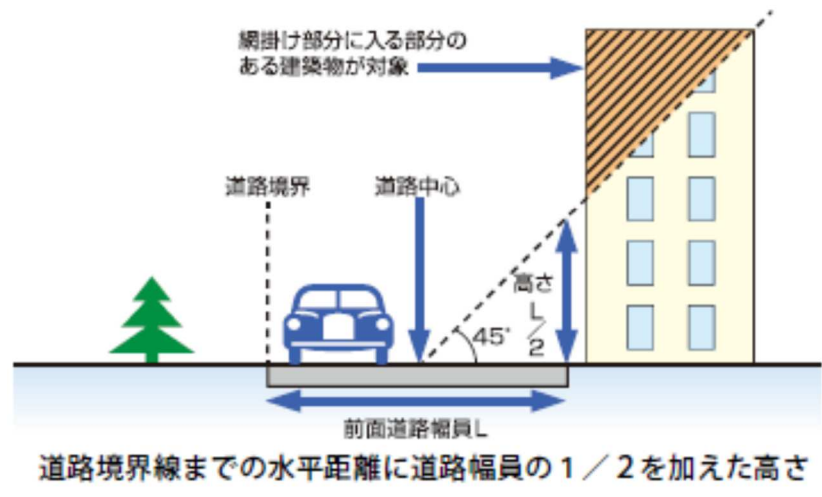 網掛け部分に入る部分の
ある建築物が対象
道路境界
道路中心
高さ
L/2
45°
前面道路幅員L
道路境界線までの水平距離に道路幅員の1/2を加えた高さ